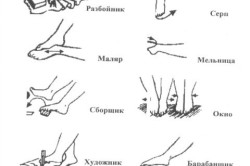 Разбойник
Серп
Маляр
Мельница
Сборщик
Окно
Художник
Барабанщик